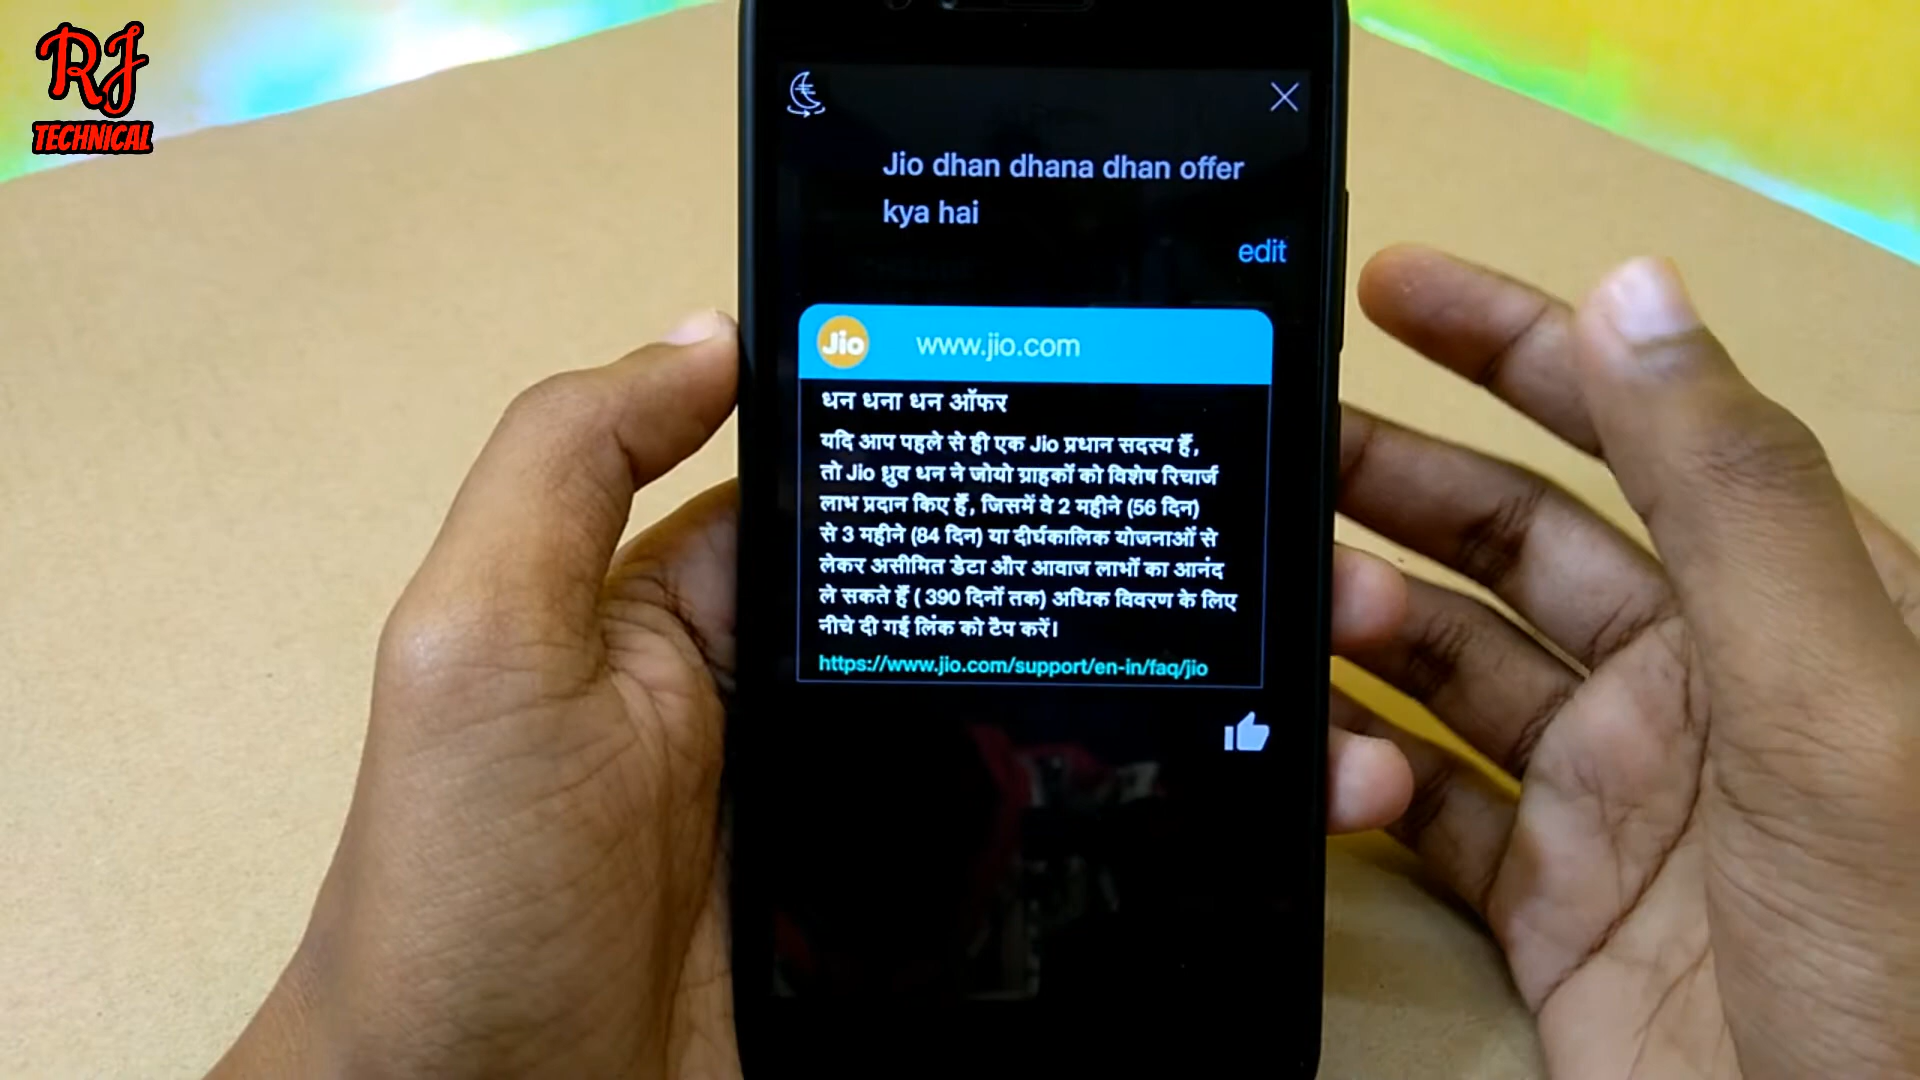 RJ
TECHNICAL
Jio dhan dhana dhan offer
kya hai
edit
Jio www.jio.com
धन धना धन ऑफर
यदि आप पहले से ही एक Jio प्रधान सदस्य हैं,
तो Jio ध्रुव धन ने जोयो ग्राहकों को विशेष रिचार्ज
लाभ प्रदान किए हैं, जिसमें वे 2 महीने (56 दिन)
से 3 महीने (84 दिन) या दीर्घकालिक योजनाओं से
लेकर असीमित डेटा और आवाज लाभों का आनंद
ले सकते हैं ( 390 दिनों तक) अधिक विवरण के लिए
नीचे दी गई लिंक को टैप करें।
https://www.jio.com/support/en-in/faq/jio